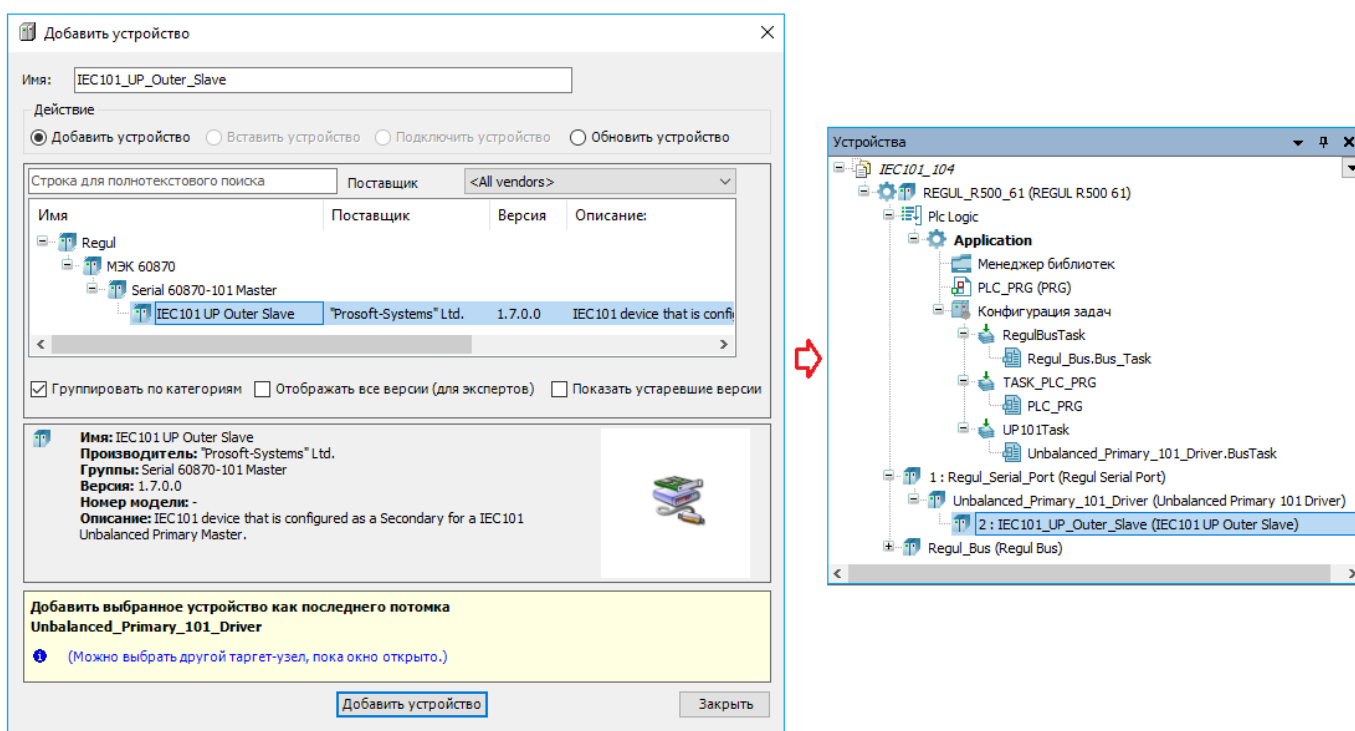 Добавить устройство
Имя: IEC101_UP_Outer_Slave
Действие
Добавить устройство Вставить устройство Подключить устройство Обновить устройство
Строка для полнотекстового поиска Поставщик <All vendors>
Имя Поставщик Версия Описание:
Regul
МЭК 60870
Serial 60870-101 Master
IEC101 UP Outer Slave "Prosoft-Systems" Ltd. 1.7.0.0 IEC101 device that is config
Группировать по категориям Отображать все версии (для экспертов) Показать устаревшие версии
Имя: IEC101 UP Outer Slave
Производитель: "Prosoft-Systems" Ltd.
Группы: Serial 60870-101 Master
Версия: 1.7.0.0
Номер модели: -
Описание: IEC101 device that is configured as a Secondary for a IEC101
Unbalanced Primary Master.
Добавить выбранное устройство как последнего потомка
Unbalanced_Primary_101_Driver
(Можно выбрать другой таргет-узел, пока окно открыто.)
Добавить устройство Закрыть
Устройства
IEC101_104
REGUL_R500_61 (REGUL R500 61)
Plc Logic
Application
Менеджер библиотек
PLC_PRG (PRG)
Конфигурация задач
RegulBusTask
Regul_Bus.Bus_Task
TASK_PLC_PRG
PLC_PRG
UP101Task
Unbalanced_Primary_101_Driver.BusTask
1 : Regul_Serial_Port (Regul Serial Port)
Unbalanced_Primary_101_Driver (Unbalanced Primary 101 Driver)
2 : IEC101_UP_Outer_Slave (IEC101 UP Outer Slave)
Regul_Bus (Regul Bus)